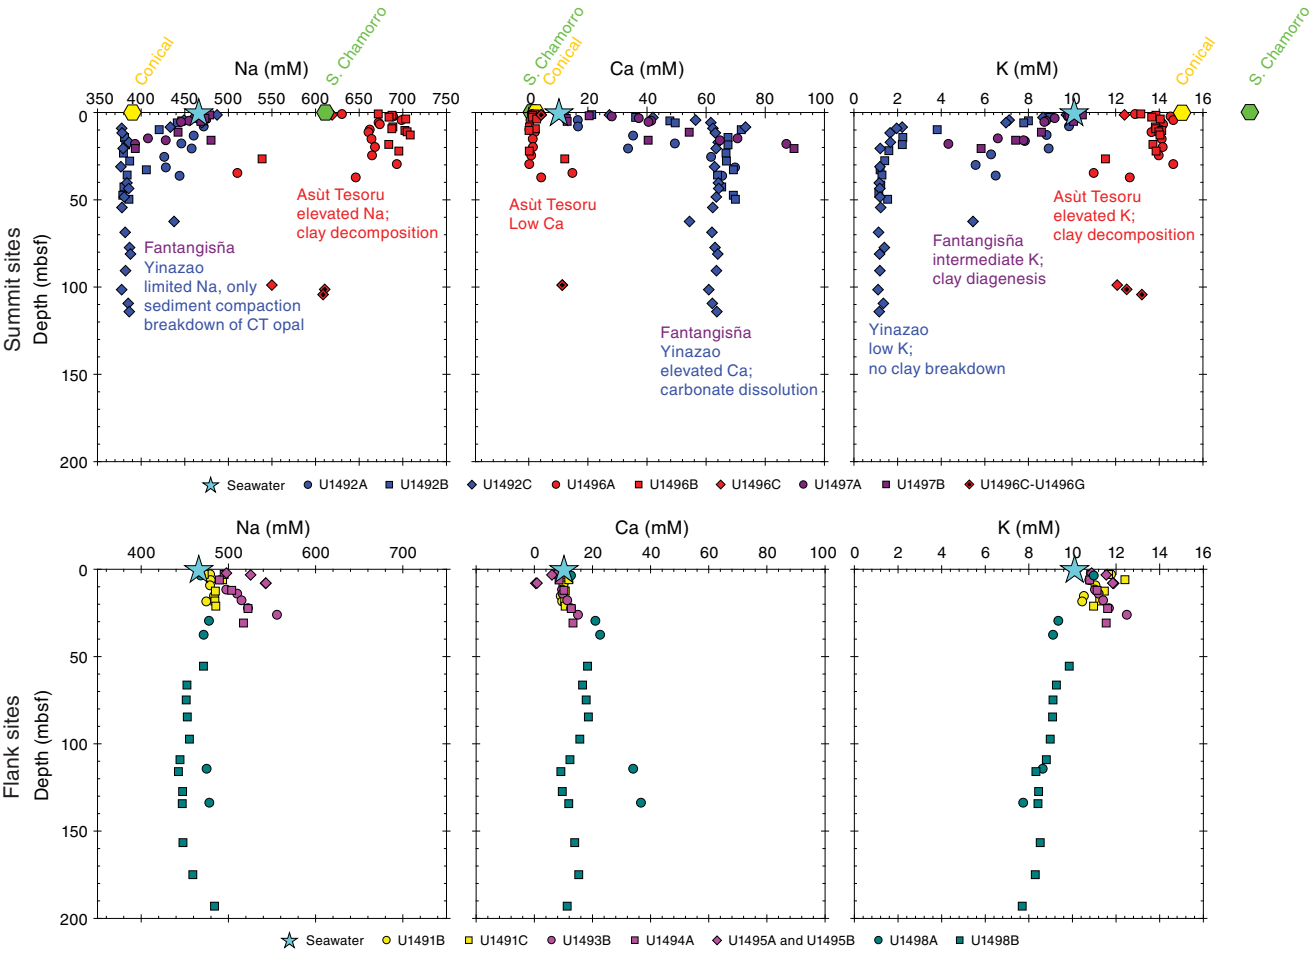 Conical
S. Chamorro
S. Chamorro
Conical
Conical
S. Chamorro
Na (mM)
Ca (mM)
K (mM)
350 400 450 500 550 600 650 700 750
0 20 40 60 80 100
0 2 4 6 8 10 12 14 16
0
50
100
150
200
Summit sites
Depth (mbsf)
Asùt Tesoru
elevated Na;
clay decomposition
Fantangisña
Yinazao
limited Na, only
sediment compaction
breakdown of CT opal
Asùt Tesoru
Low Ca
Fantangisña
Yinazao
elevated Ca;
carbonate dissolution
Asùt Tesoru
elevated K;
clay decomposition
Fantangisña
intermediate K;
clay diagenesis
Yinazao
low K;
no clay breakdown
Seawater U1492A U1492B U1492C U1496A U1496B U1496C U1497A U1497B U1496C-U1496G
Na (mM)
Ca (mM)
K (mM)
400 500 600 700
0 20 40 60 80 100
0 2 4 6 8 10 12 14 16
0
50
100
150
200
Flank sites
Depth (mbsf)
Seawater U1491B U1491C U1493B U1494A U1495A and U1495B U1498A U1498B